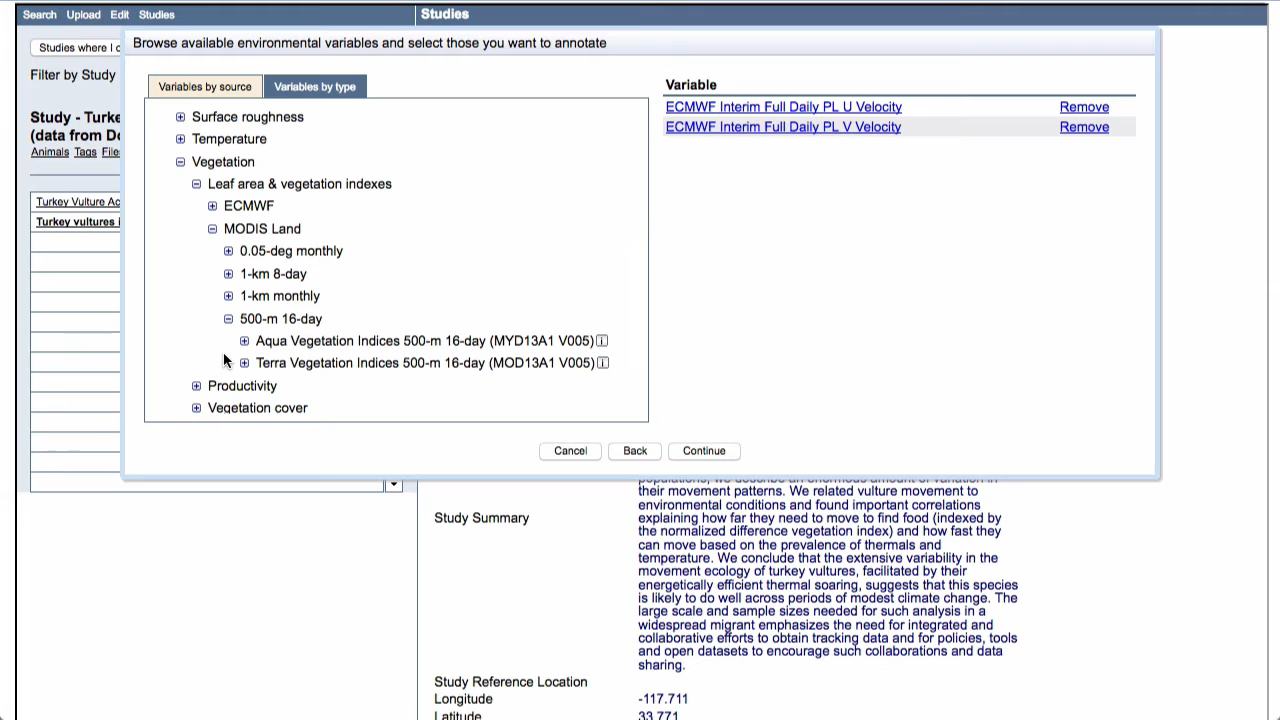 Search Upload Edit Studies
Studies
Studies where I c
Filter by Study
Study - Turke
(data from Do
Animals Tags File
Turkey Vulture Ac
Turkey vultures i
Browse available environmental variables and select those you want to annotate
Variables by source Variables by type
Surface roughness
Temperature
Vegetation
Leaf area & vegetation indexes
ECMWF
MODIS Land
0.05-deg monthly
1-km 8-day
1-km monthly
500-m 16-day
Aqua Vegetation Indices 500-m 16-day (MYD13A1 V005) i
Terra Vegetation Indices 500-m 16-day (MOD13A1 V005) i
Productivity
Vegetation cover
Variable
ECMWF Interim Full Daily PL U Velocity Remove
ECMWF Interim Full Daily PL V Velocity Remove
Cancel Back Continue
Study Summary
populations, we describe an enormous amount of variation in
their movement patterns. We related vulture movement to
environmental conditions and found important correlations
explaining how far they need to move to find food (indexed by
the normalized difference vegetation index) and how fast they
can move based on the prevalence of thermals and
temperature. We conclude that the extensive variability in the
movement ecology of turkey vultures, facilitated by their
energetically efficient thermal soaring, suggests that this species
is likely to do well across periods of modest climate change. The
large scale and sample sizes needed for such analysis in a
widespread migrant emphasizes the need for integrated and
collaborative efforts to obtain tracking data and for policies, tools
and open datasets to encourage such collaborations and data
sharing.
Study Reference Location
Longitude -117.711
Latitude 33.771